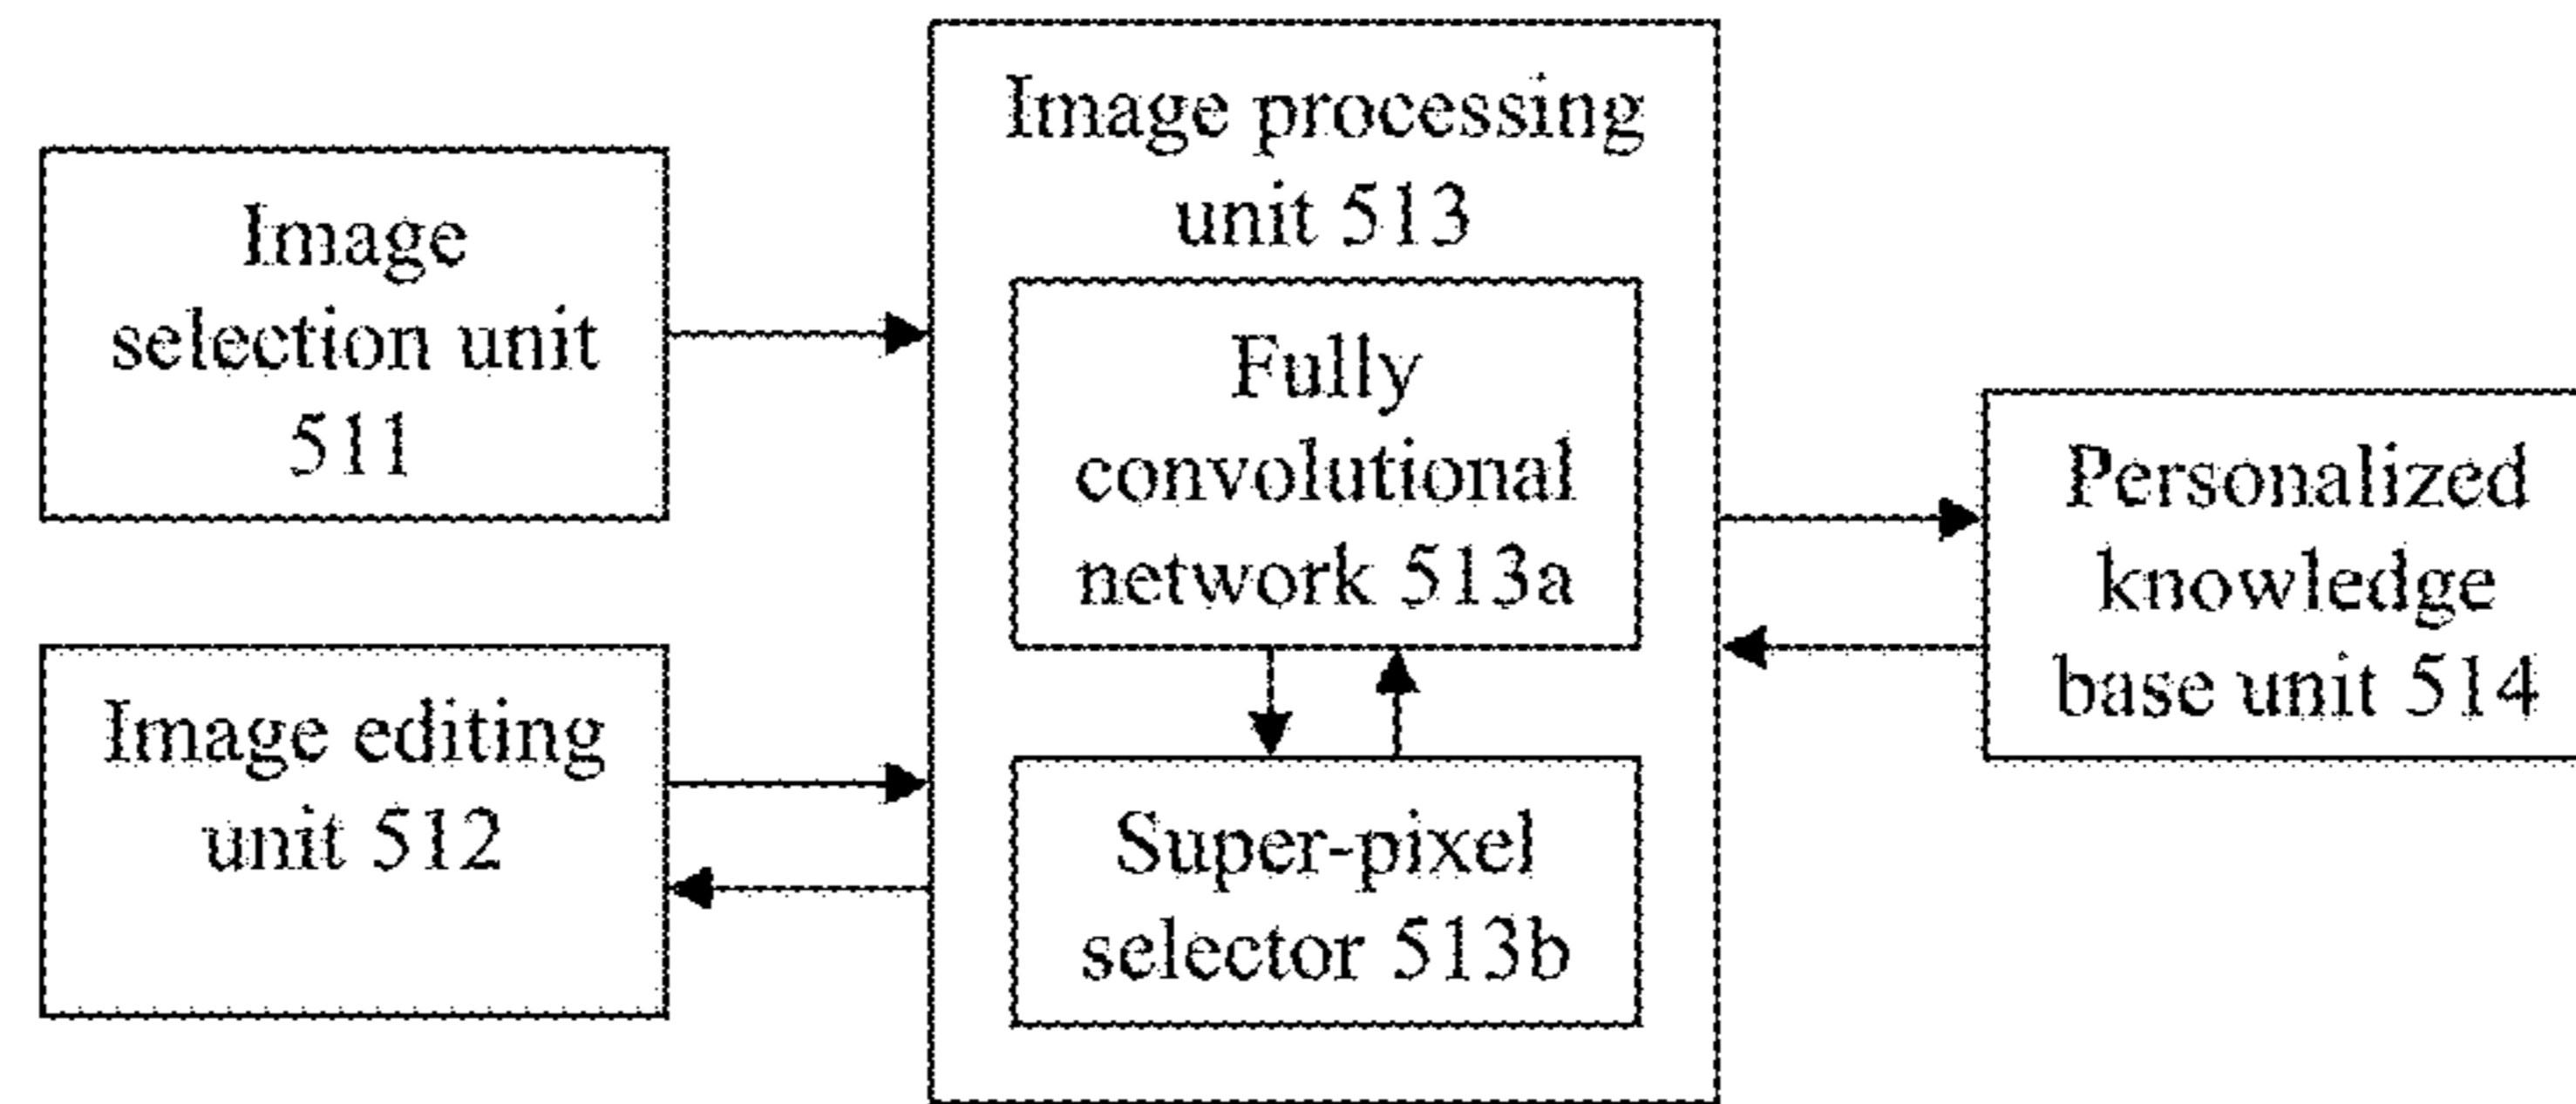 Image
selection unit
511
Image editing
unit 512
Image processing
unit 513
Fully
convolutional
network 513a
Super-pixel
selector 513b
Personalized
knowledge
base unit 514